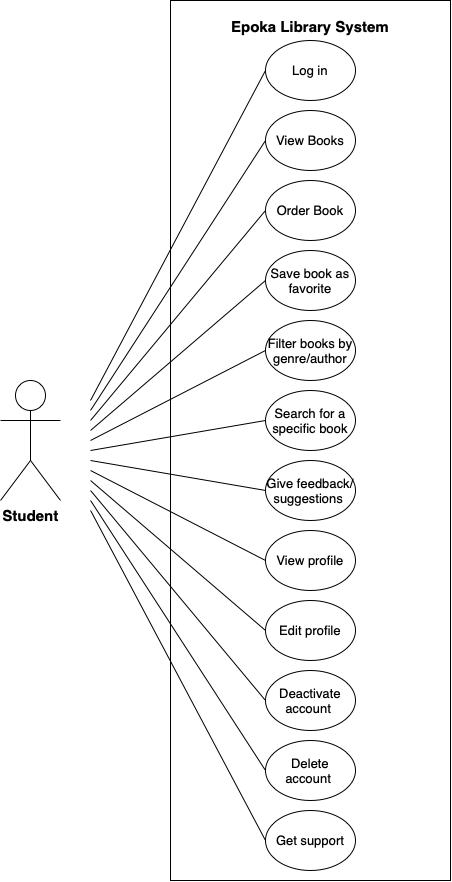 Epoka Library System
Log in
View Books
Order Book
Save book as
favorite
Filter books by
genre/author
Search for a
specific book
Give feedback/
suggestions
Student
View profile
Edit profile
Deactivate
account
Delete
account
Get support